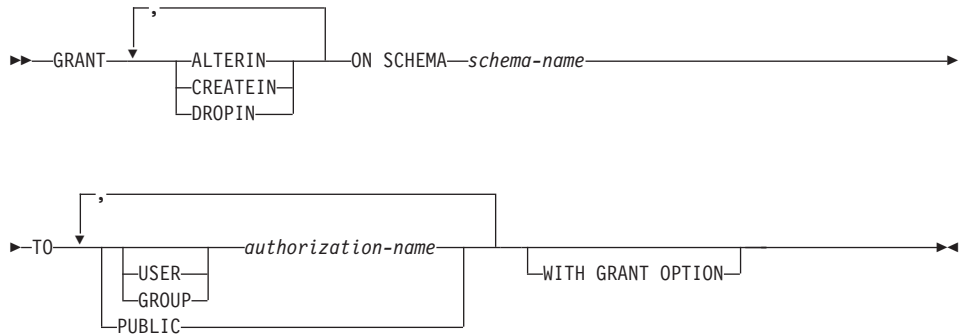 ,
GRANT ALTERIN ON SCHEMA schema-name
CREATEIN
DROPIN
,
TO authorization-name
USER WITH GRANT OPTION
GROUP
PUBLIC